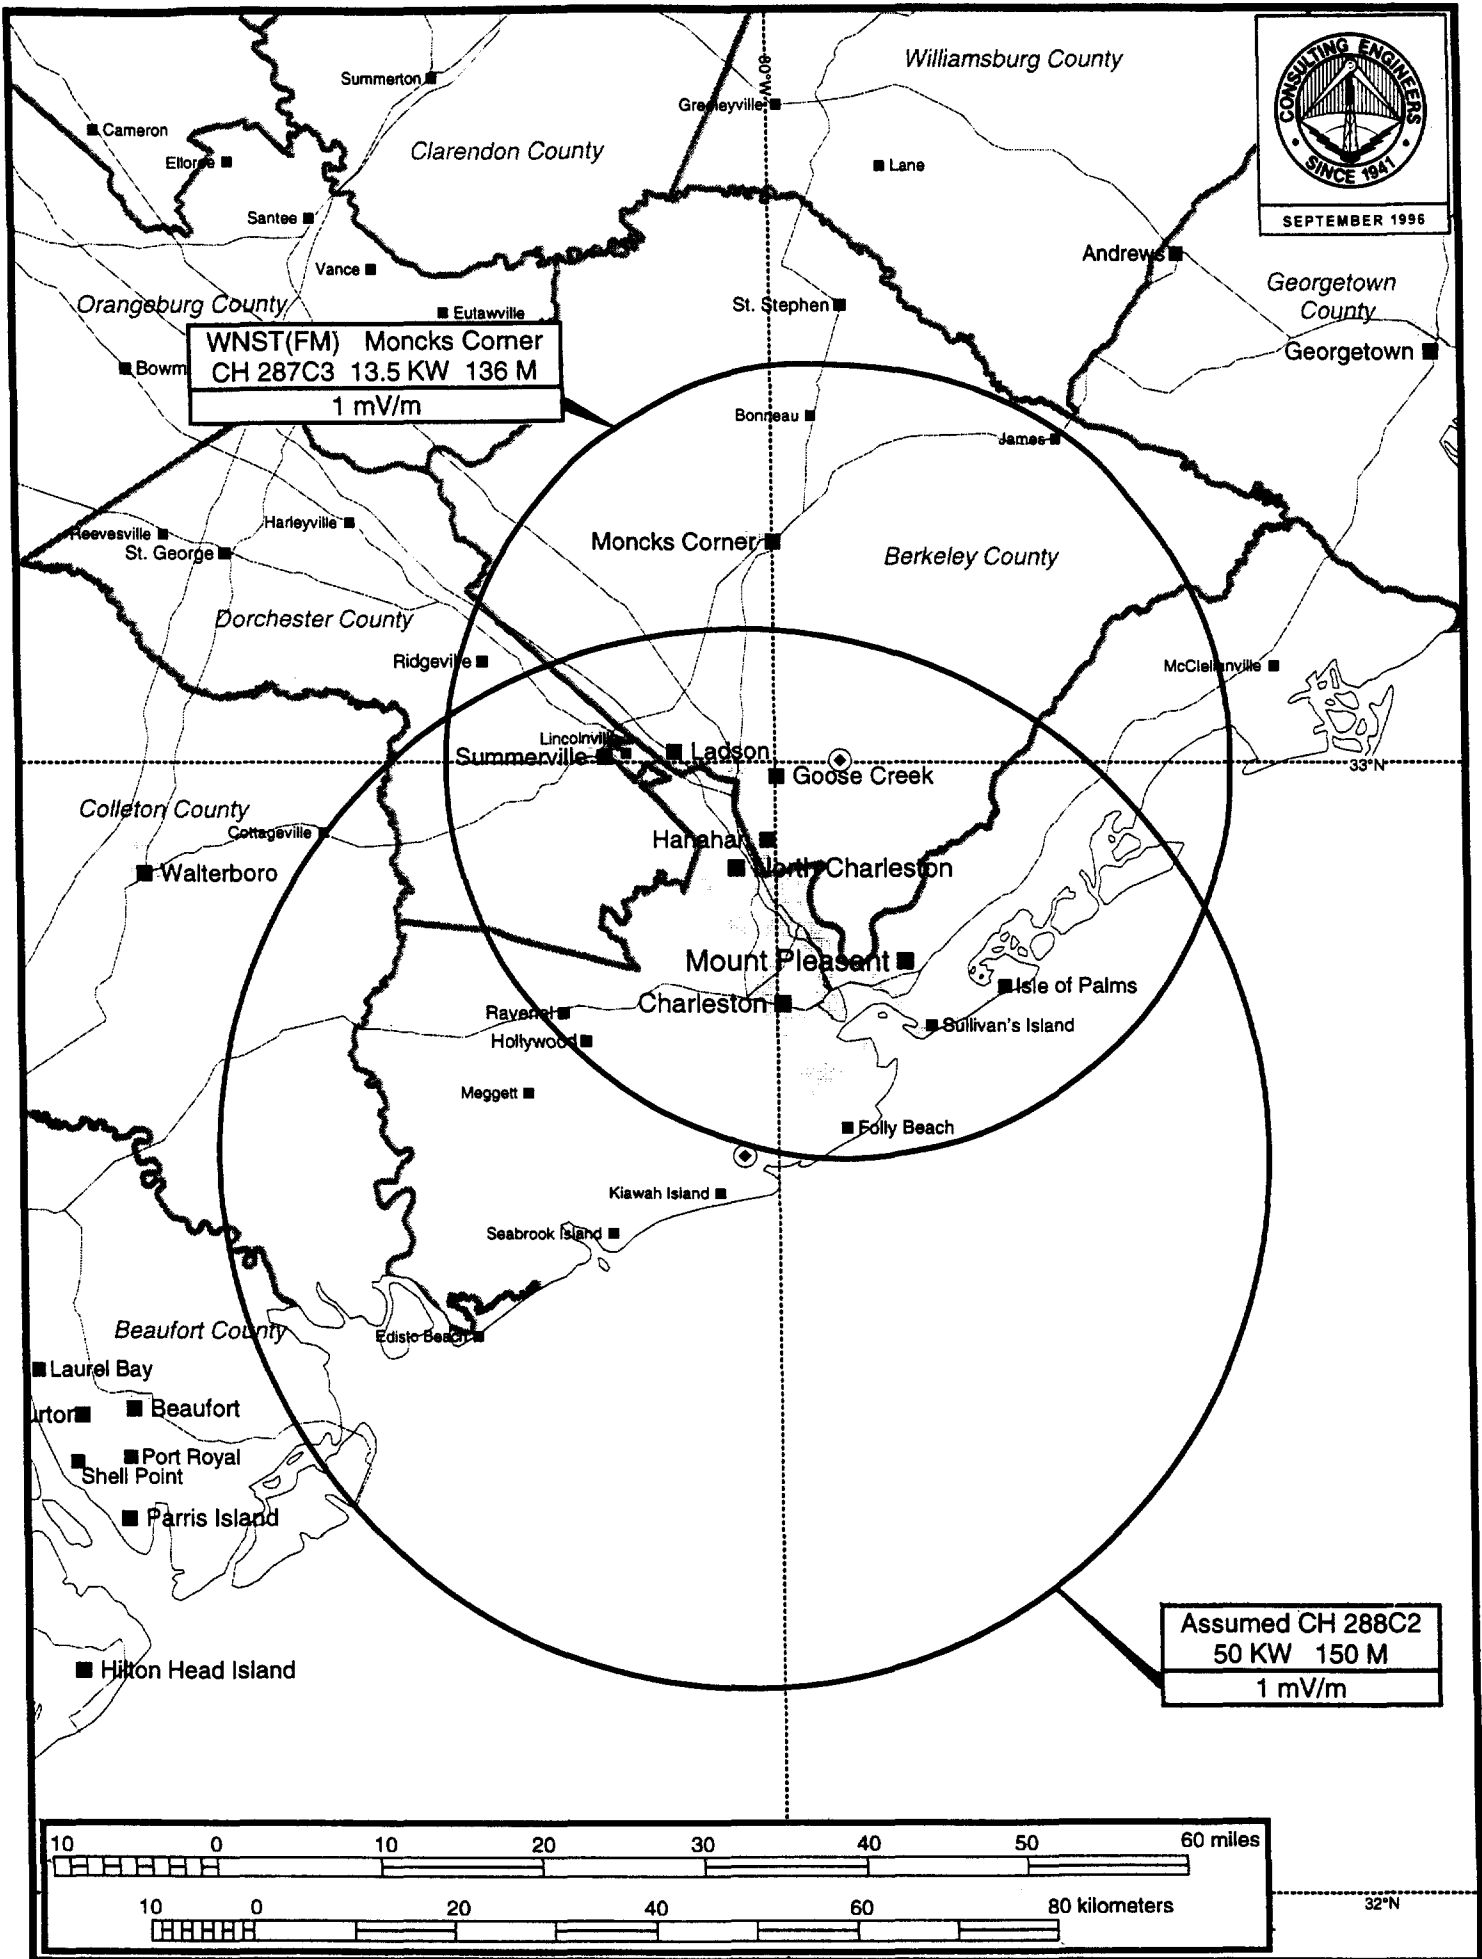 Williamsburg County
CONSULTING ENGINEERS
• SINCE 1941 •
SEPTEMBER 1996
80°W
Summerton
Greeleyville
Cameron
Clarendon County
Elloree
Lane
Santee
Andrews
Vance
Georgetown
County
Orangeburg County
Eutawville
St. Stephen
WNST(FM) Moncks Corner
CH 287C3 13.5 KW 136 M
1 mV/m
Georgetown
Bowm
Bonneau
James
Harleyville
Reevesville
St. George
Moncks Corner
Berkeley County
Dorchester County
Ridgeville
McClellanville
Lincolnville
Summerville
Ladson
33°N
Goose Creek
Colleton County
Cottageville
Hanahan
Walterboro
North Charleston
Mount Pleasant
Isle of Palms
Charleston
Ravenel
Sullivan's Island
Hollywood
Meggett
Folly Beach
Kiawah Island
Seabrook Island
Beaufort County
Edisto Beach
Laurel Bay
Beaufort
urton
Port Royal
Shell Point
Parris Island
Assumed CH 288C2
50 KW 150 M
1 mV/m
Hilton Head Island
10 0 10 20 30 40 50 60 miles
10 0 20 40 60 80 kilometers
32°N